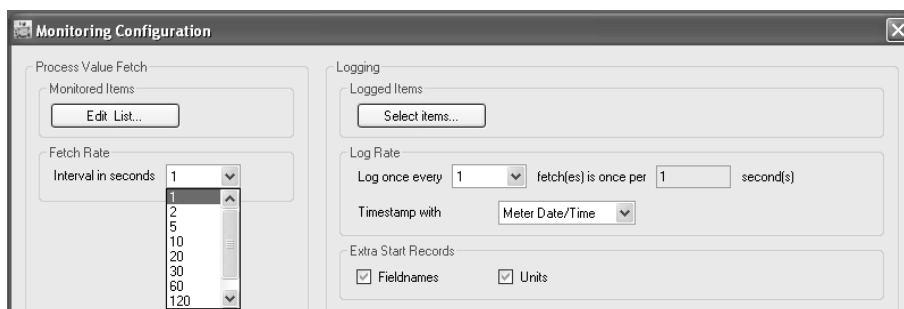 Monitoring Configuration
Process Value Fetch
Monitored Items
Edit List...
Fetch Rate
Interval in seconds 1
1
2
5
10
20
30
60
120
Logging
Logged Items
Select items...
Log Rate
Log once every 1 fetch(es) is once per 1 second(s)
Timestamp with Meter Date/Time
Extra Start Records
Fieldnames Units